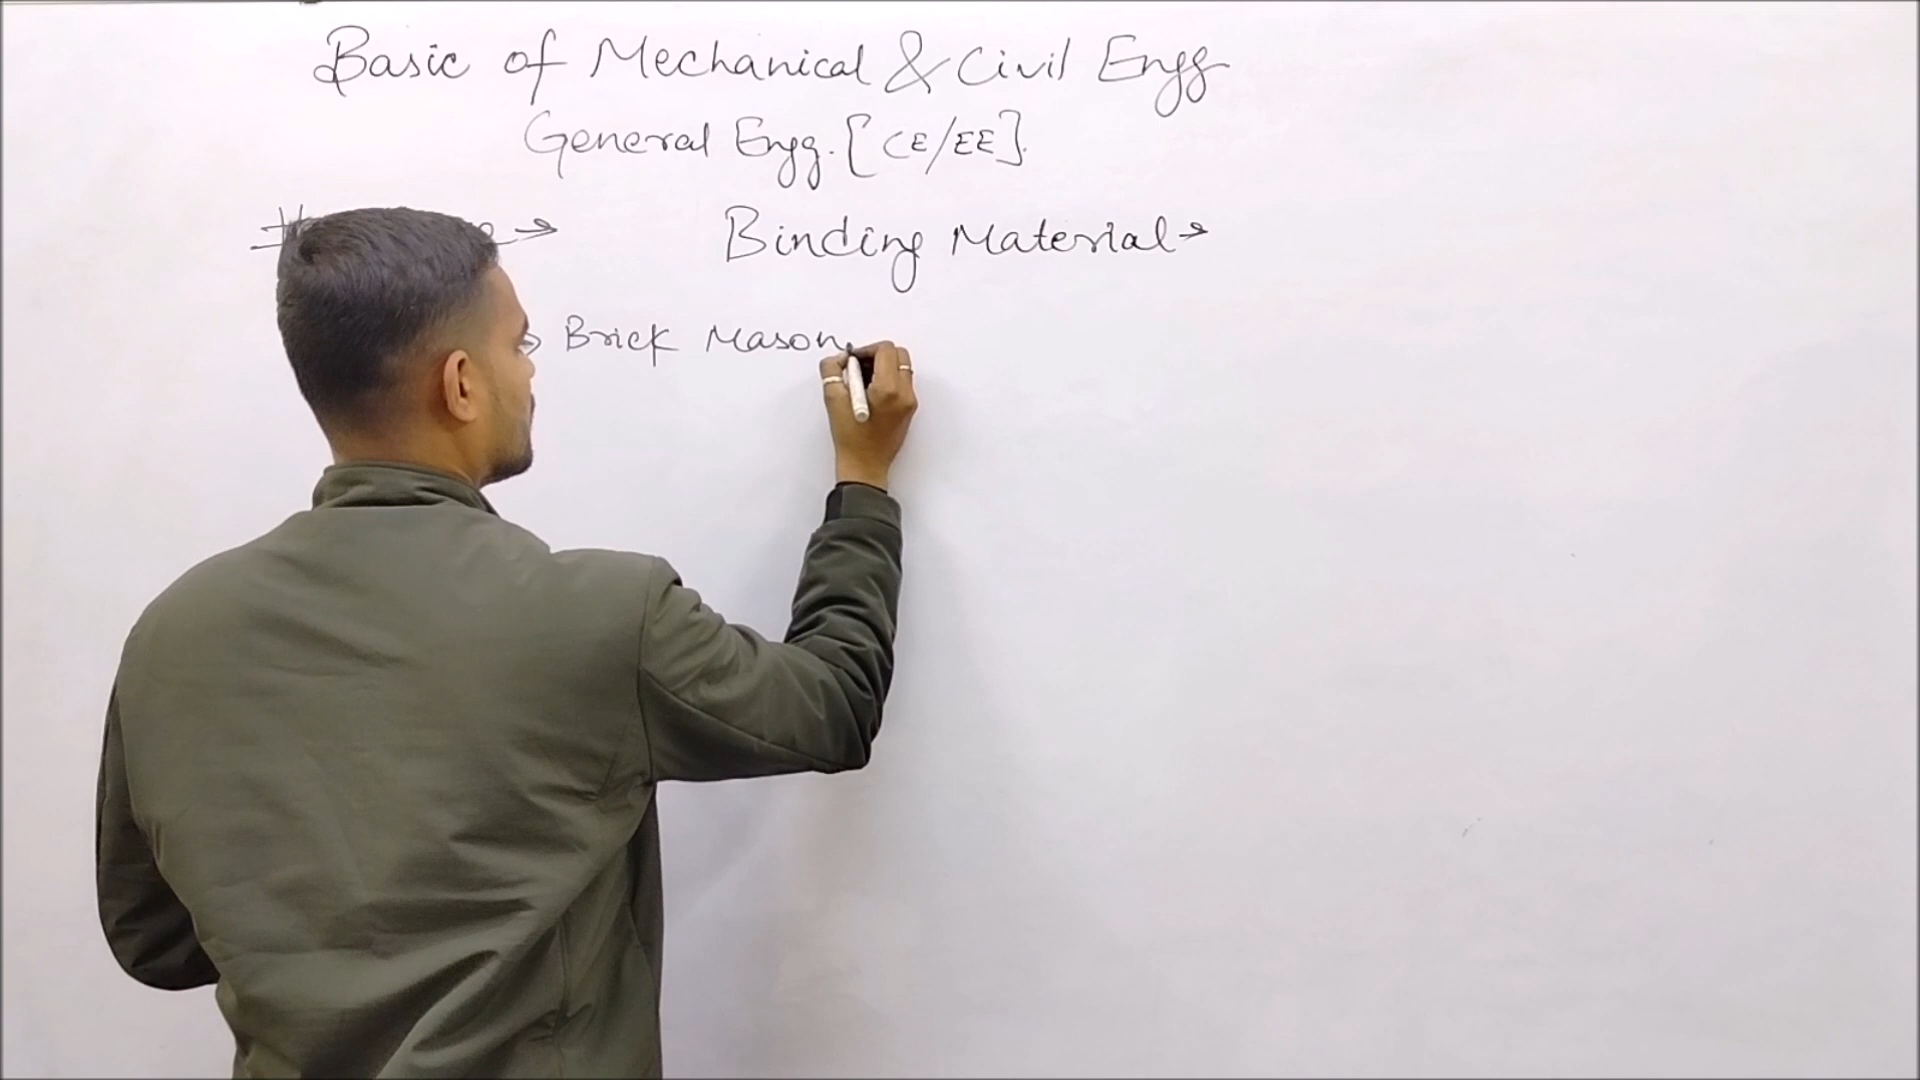 Basic of Mechanical & Civil Engg
General Engg. [CE/EE].
# → Binding Material →
Brick Mason